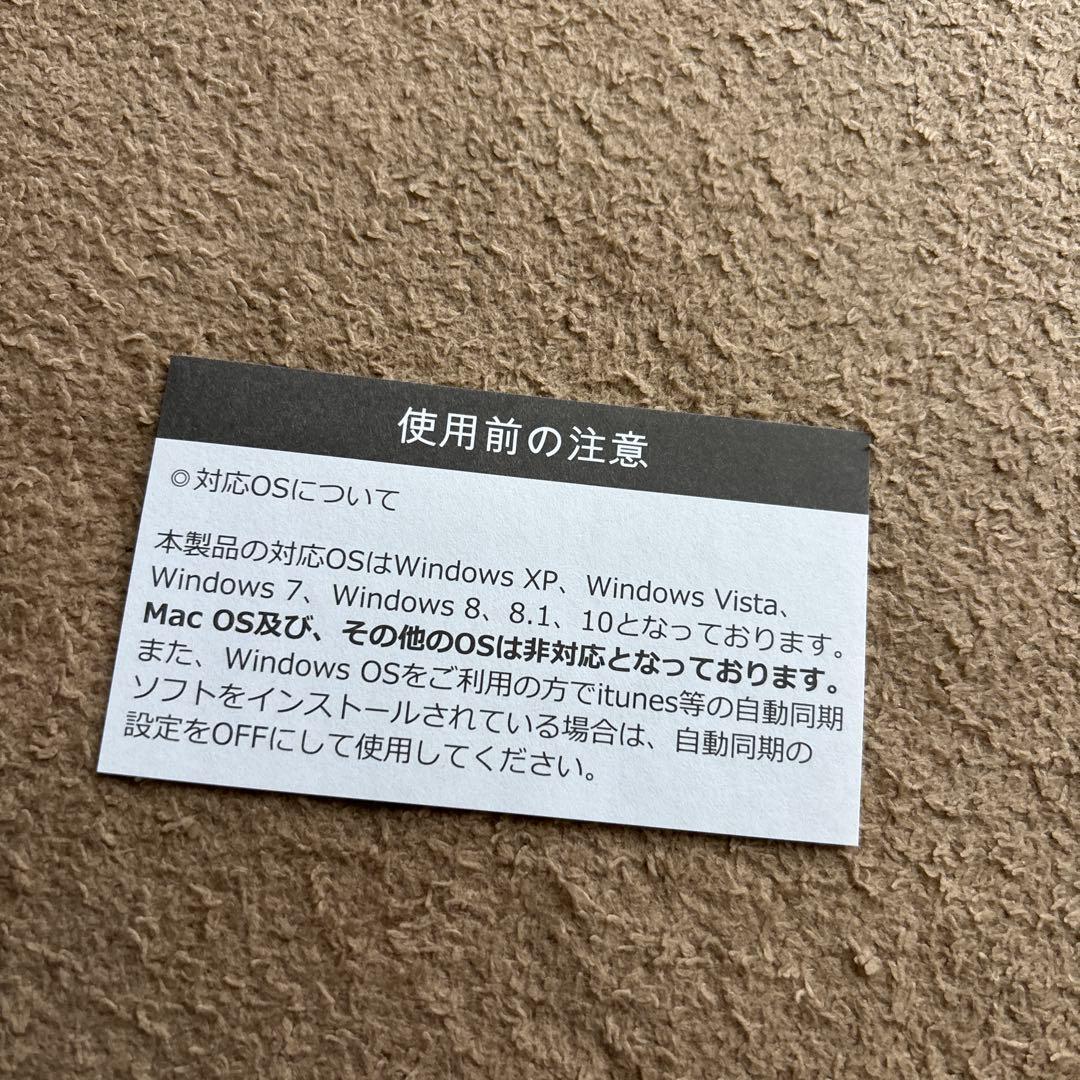 使用前の注意
◎対応OSについて
本製品の対応OSはWindows XP、Windows Vista、
Windows 7、Windows 8、8.1、10となっております。
Mac OS及び、その他のOSは非対応となっております。
また、Windows OSをご利用の方でitunes等の自動同期
ソフトをインストールされている場合は、自動同期の
設定をOFFにして使用してください。